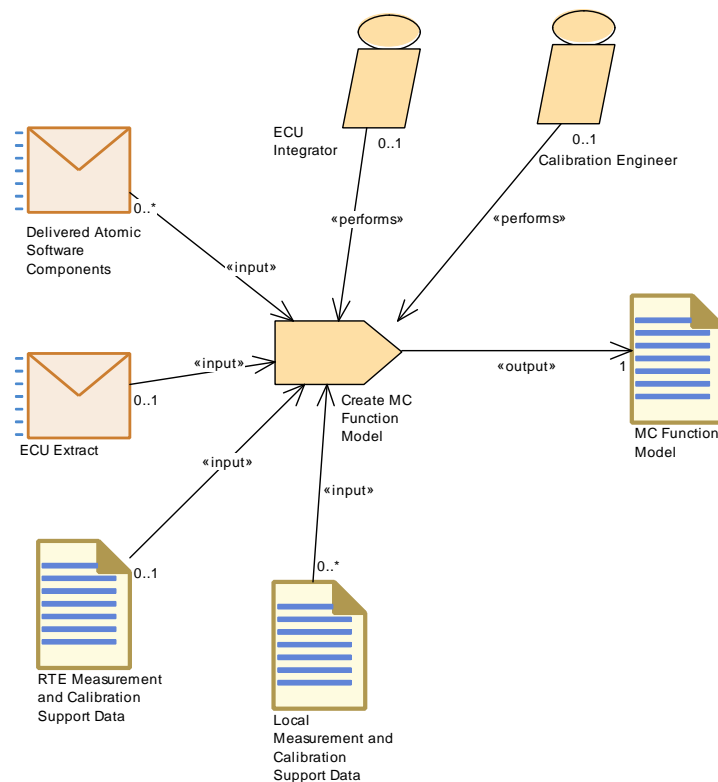 ECU
Integrator
0..1
0..1
Calibration Engineer
0..*
Delivered Atomic
Software
Components
«performs»
«performs»
«input»
«input»
0..1
ECU Extract
Create MC
Function
Model
«output»
1
MC Function
Model
«input»
«input»
0..1
0..*
RTE Measurement
and Calibration
Support Data
Local
Measurement and
Calibration
Support Data